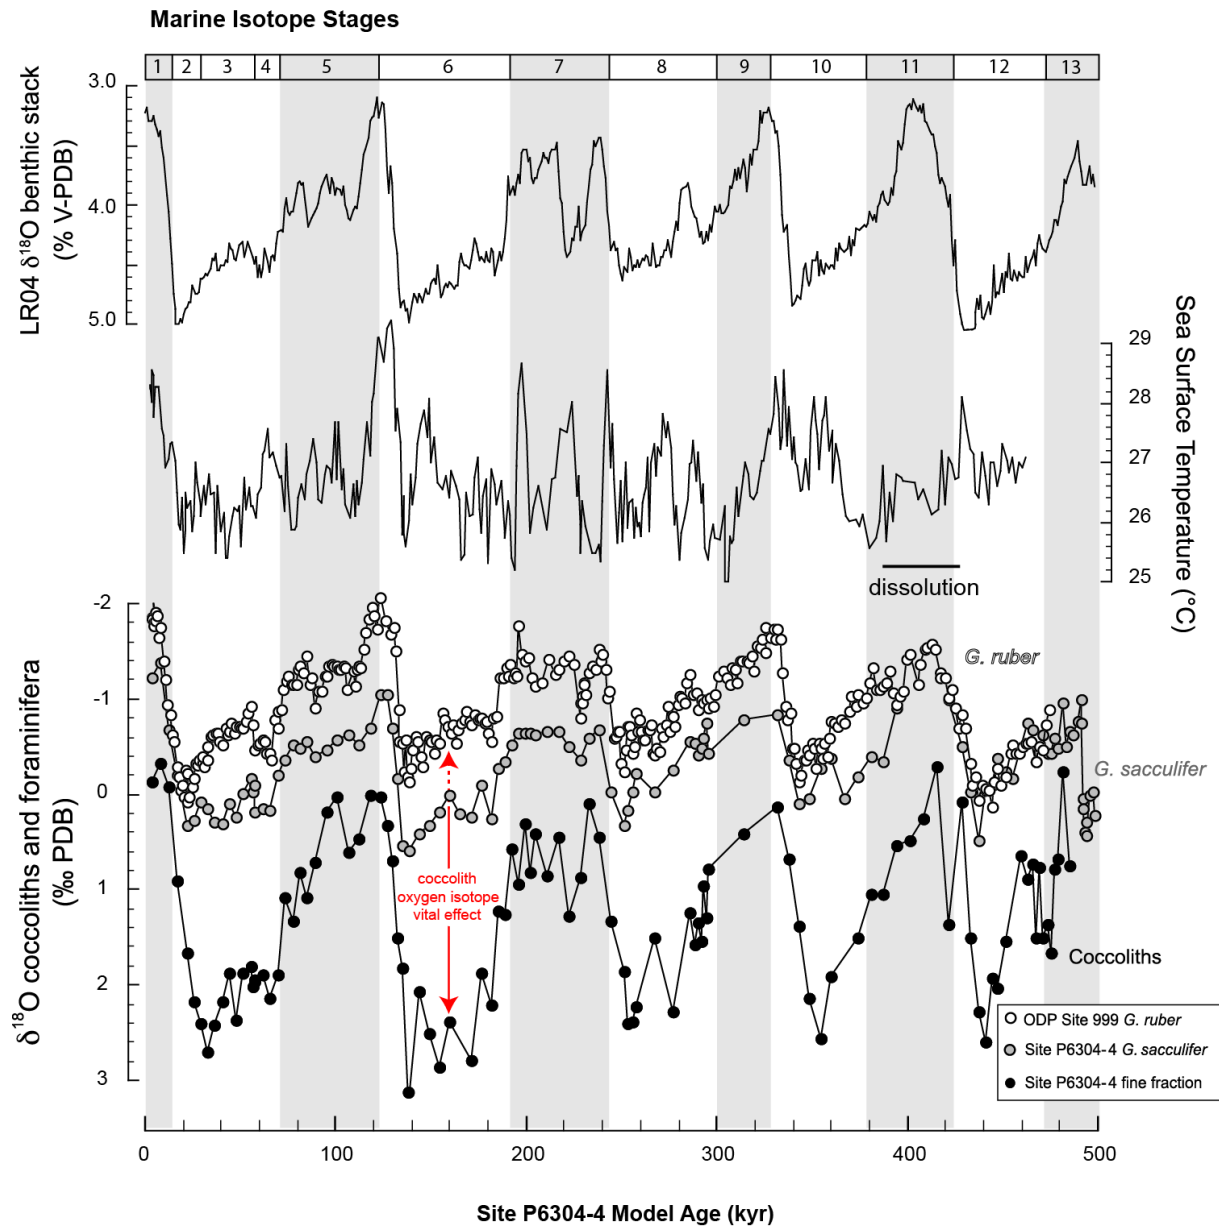 Marine Isotope Stages
1 2 3 4 5 6 7 8 9 10 11 12 13
LR04 δ18O benthic stack
(% V-PDB)
3.0
4.0
5.0
Sea Surface Temperature (°C)
29
28
27
26
25
dissolution
δ18O coccoliths and foraminifera
(‰ PDB)
-2
-1
0
1
2
3
G. ruber
G. sacculifer
coccolith
oxygen isotope
vital effect
Coccoliths
ODP Site 999 G. ruber
Site P6304-4 G. sacculifer
Site P6304-4 fine fraction
0 100 200 300 400 500
Site P6304-4 Model Age (kyr)